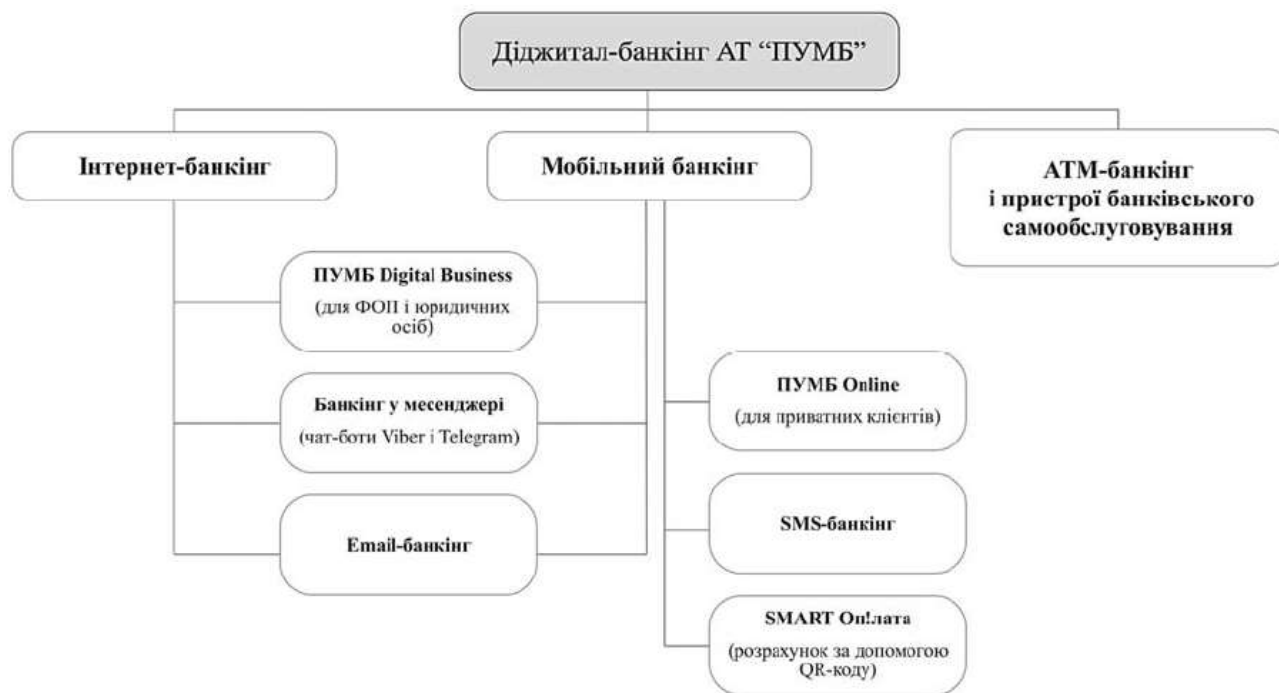 Діджитал-банкінг АТ “ПУМБ”
Інтернет-банкінг
Мобільний банкінг
АТМ-банкінг
і пристрої банківського
самообслуговування
ПУМБ Digital Business
(для ФОП і юридичних
осіб)
Банкінг у месенджері
(чат-боти Viber і Telegram)
Email-банкінг
ПУМБ Online
(для приватних клієнтів)
SMS-банкінг
SMART Оп!лата
(розрахунок за допомогою
QR-коду)